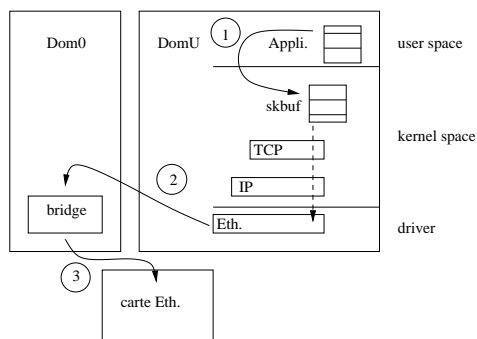 Dom0
DomU
1
Appli.
user space
skbuf
kernel space
TCP
2
IP
bridge
Eth.
driver
3
carte Eth.